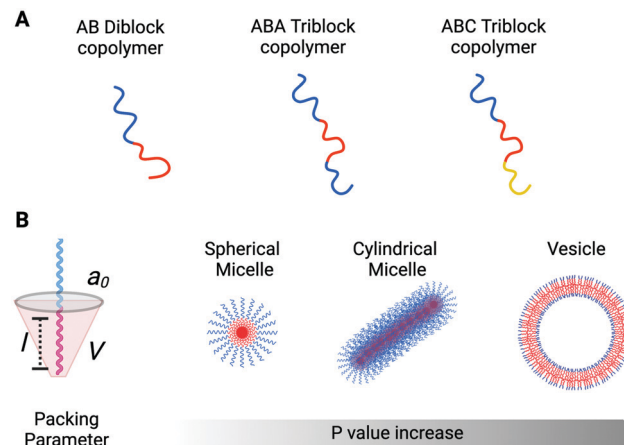 A
AB Diblock
copolymer
ABA Triblock
copolymer
ABC Triblock
copolymer
B
a₀
l
V
Packing
Parameter
Spherical
Micelle
Cylindrical
Micelle
Vesicle
P value increase